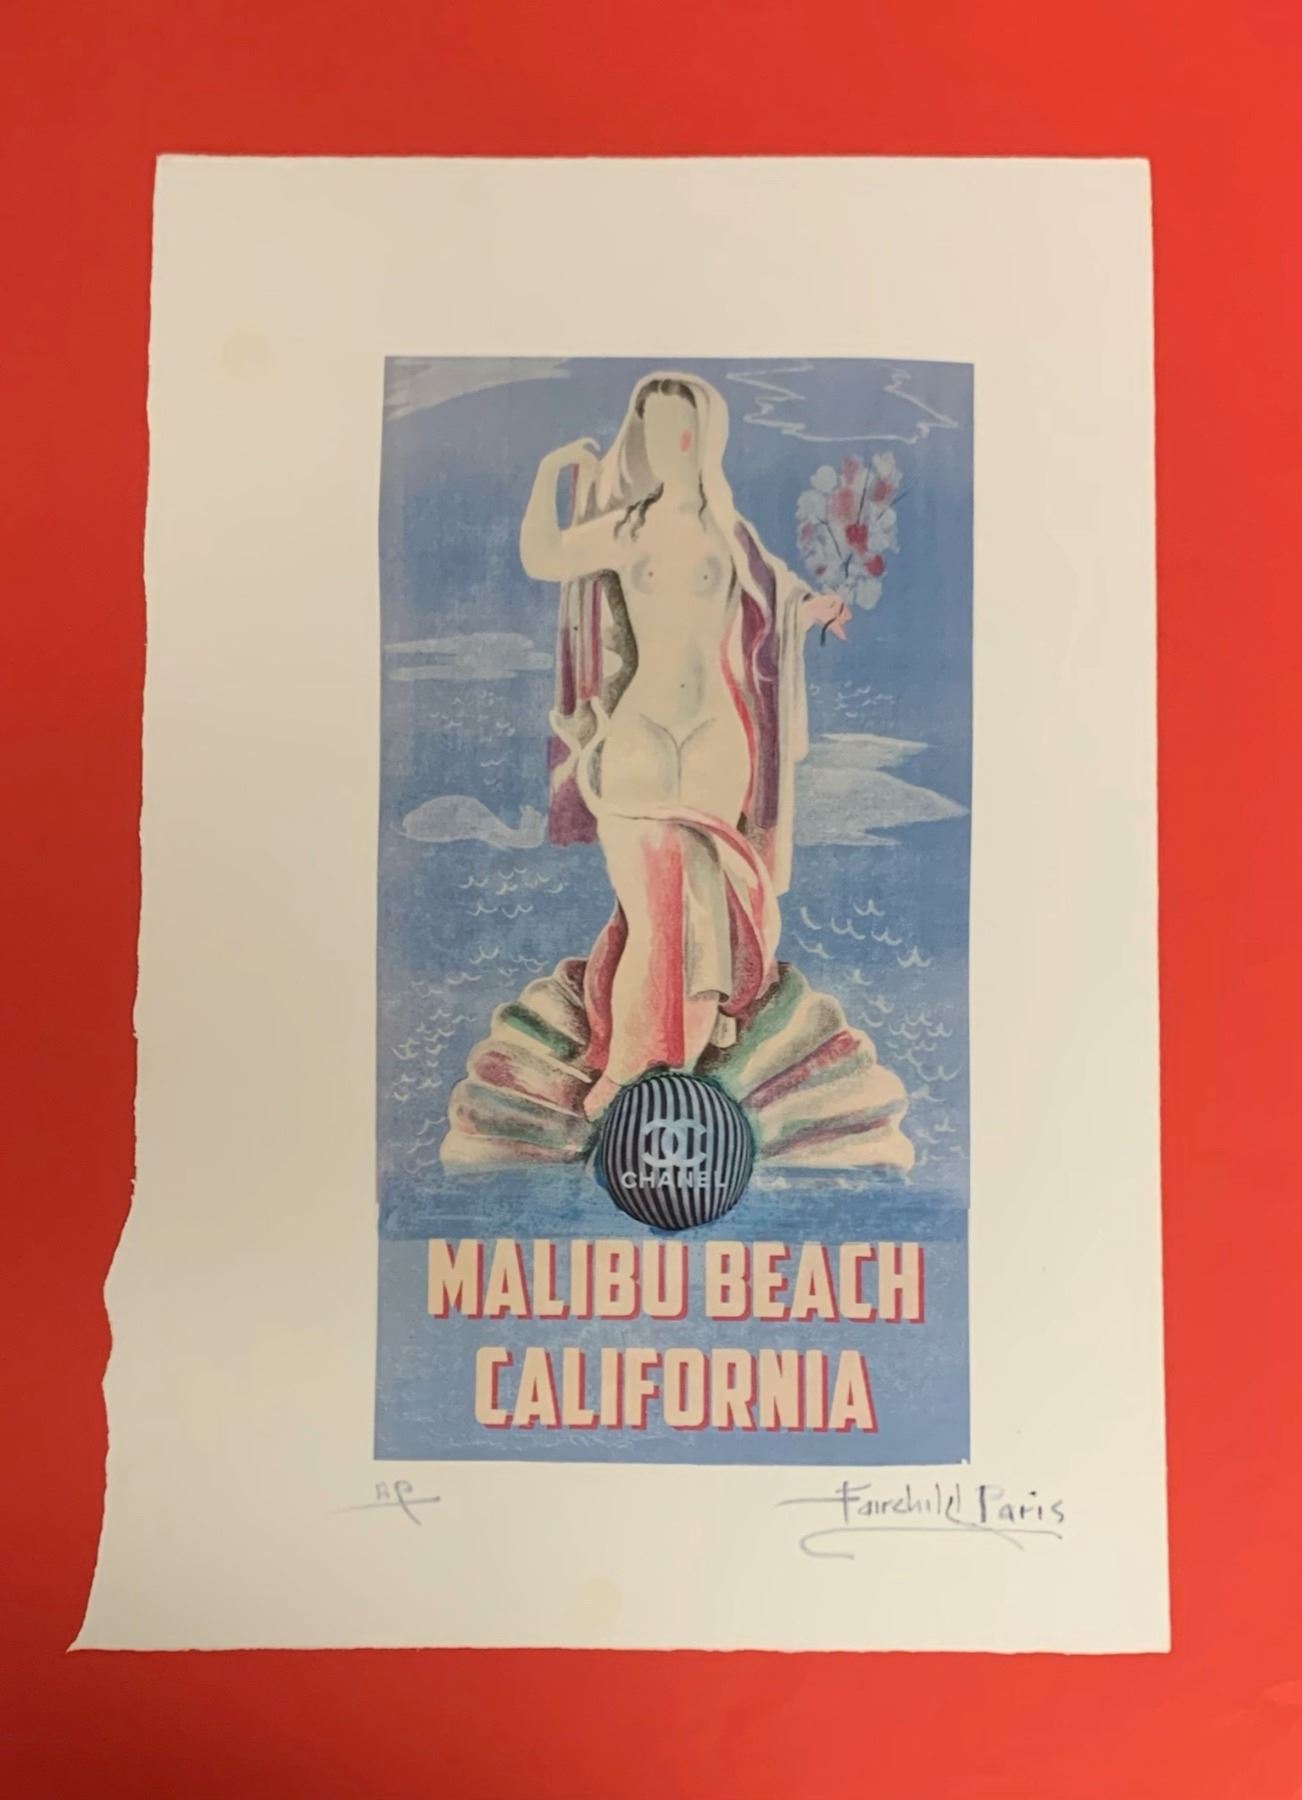 CHANEL
MALIBU BEACH
CALIFORNIA
AP
Fairchild Paris